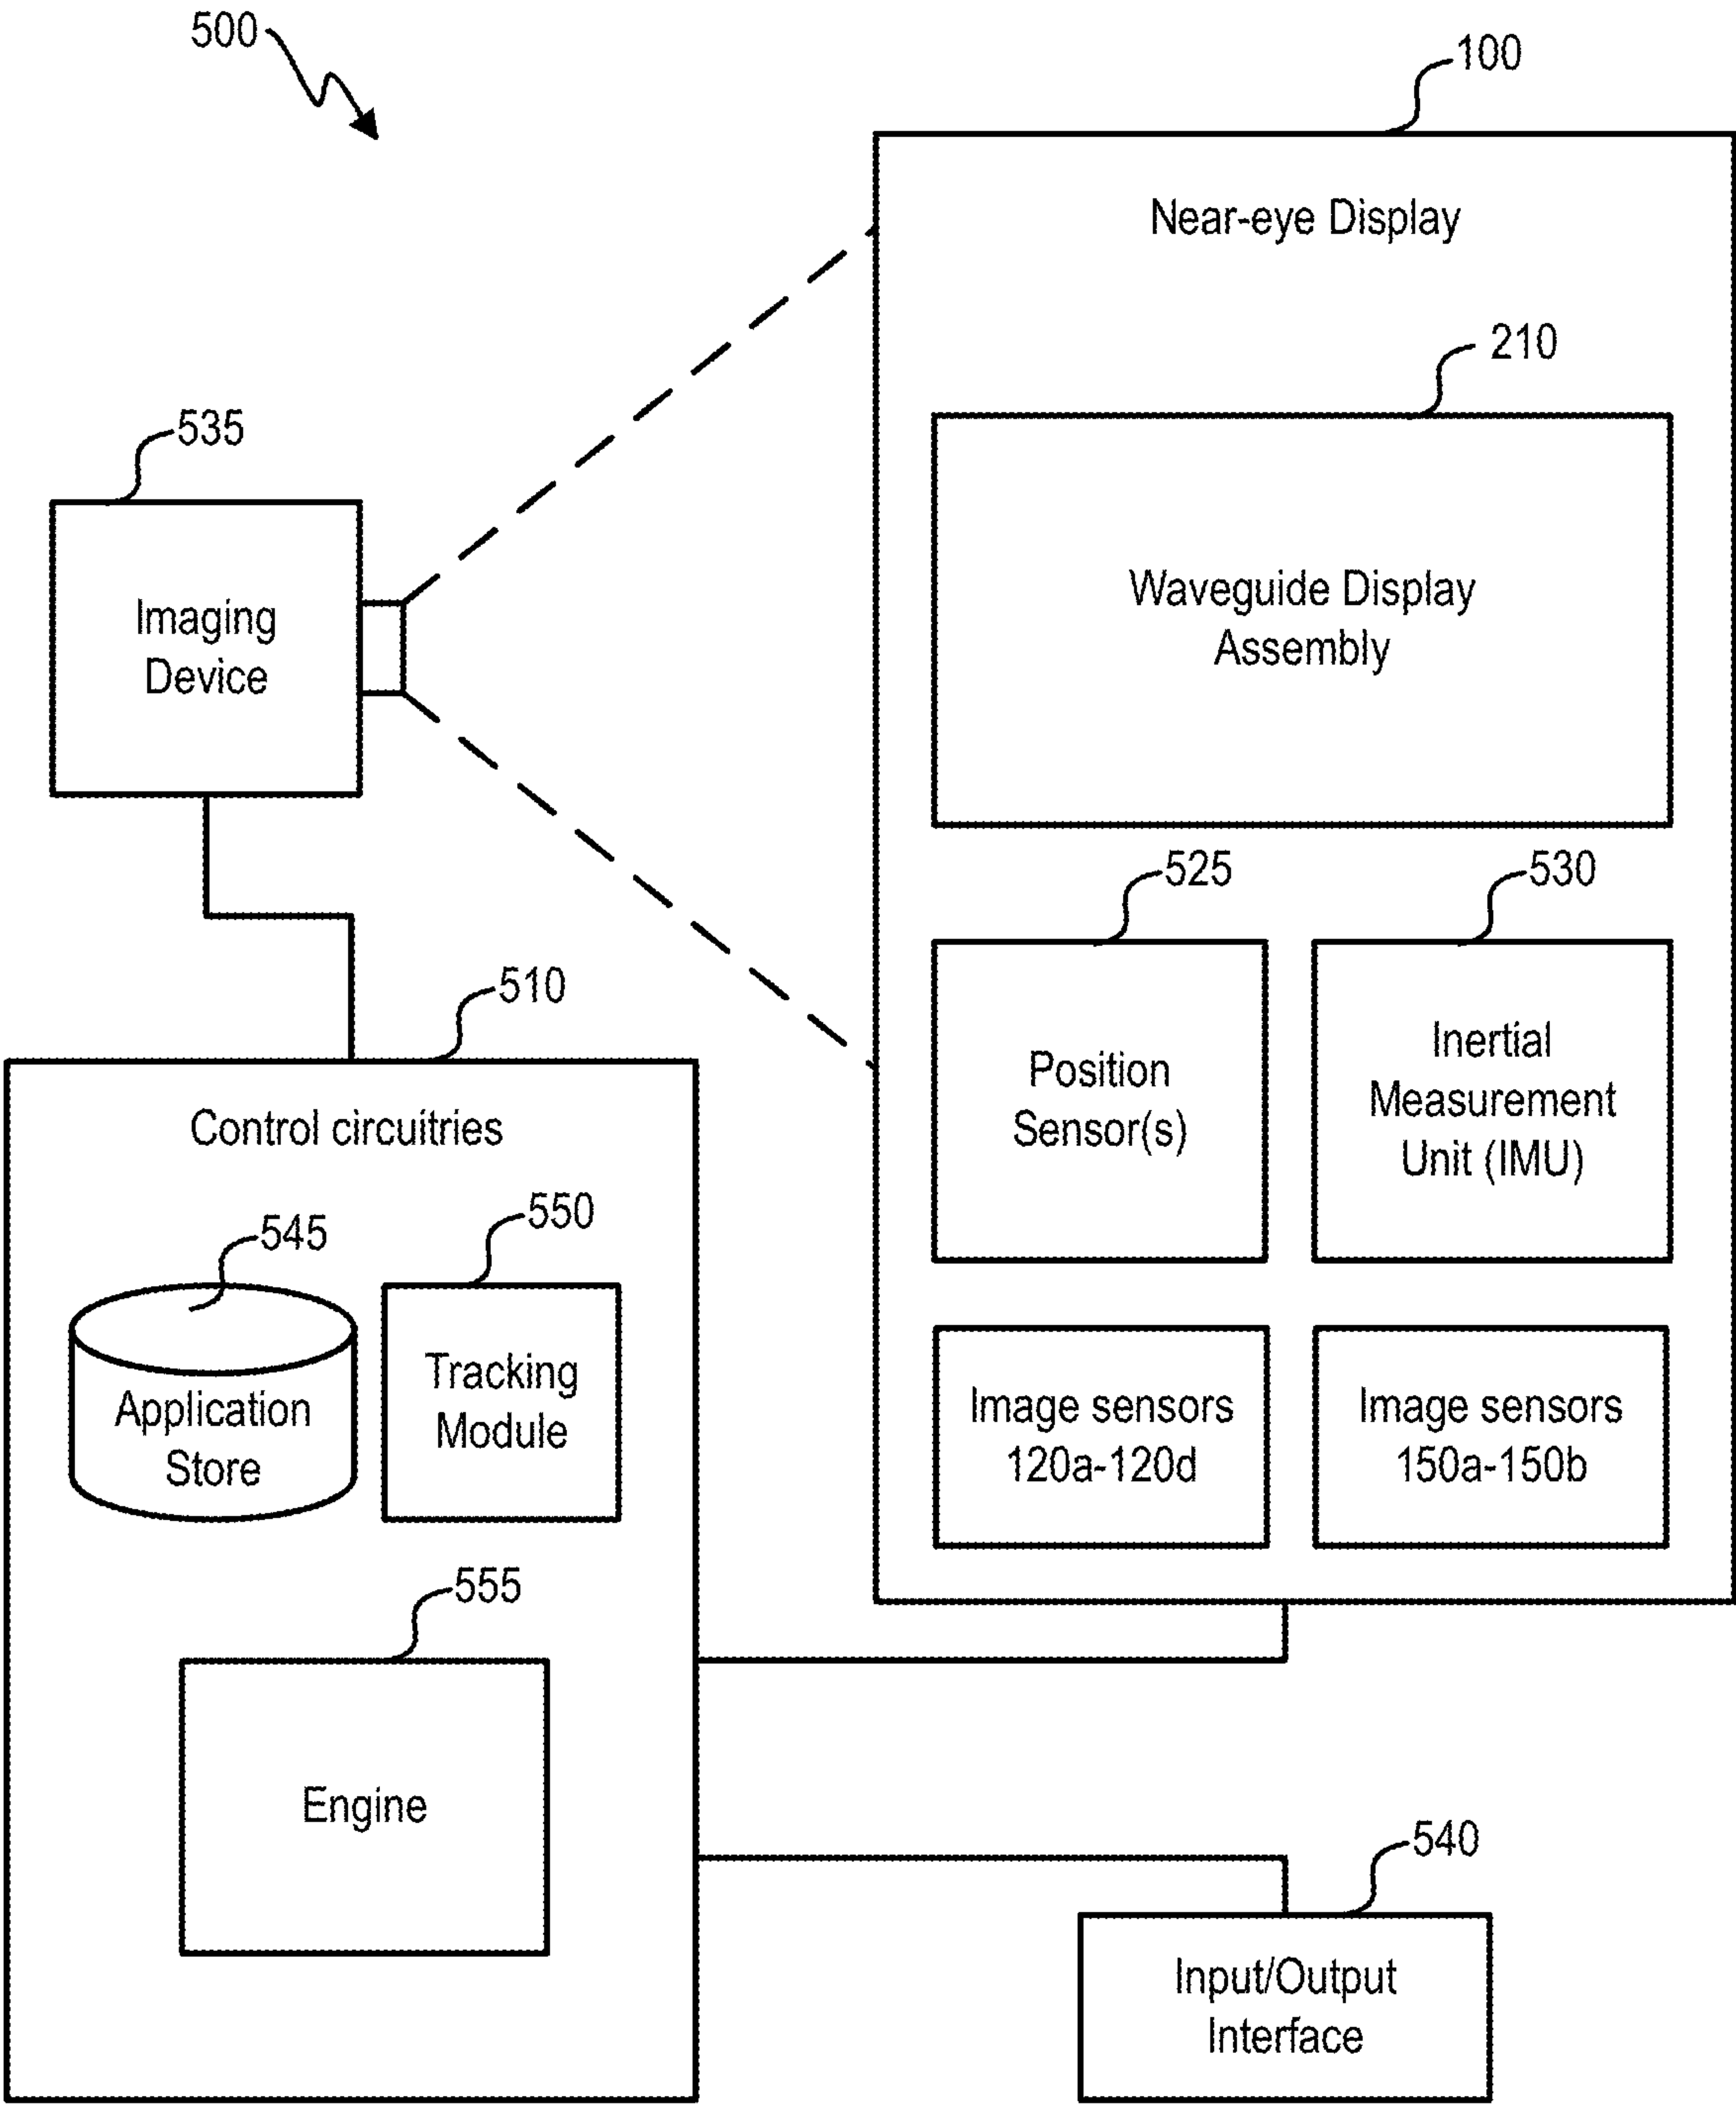 500
100
Near-eye Display
210
Waveguide Display
Assembly
535
Imaging
Device
525
530
Position
Sensor(s)
Inertial
Measurement
Unit (IMU)
Image sensors
120a-120d
Image sensors
150a-150b
510
Control circuitries
545
Application
Store
550
Tracking
Module
555
Engine
540
Input/Output
Interface